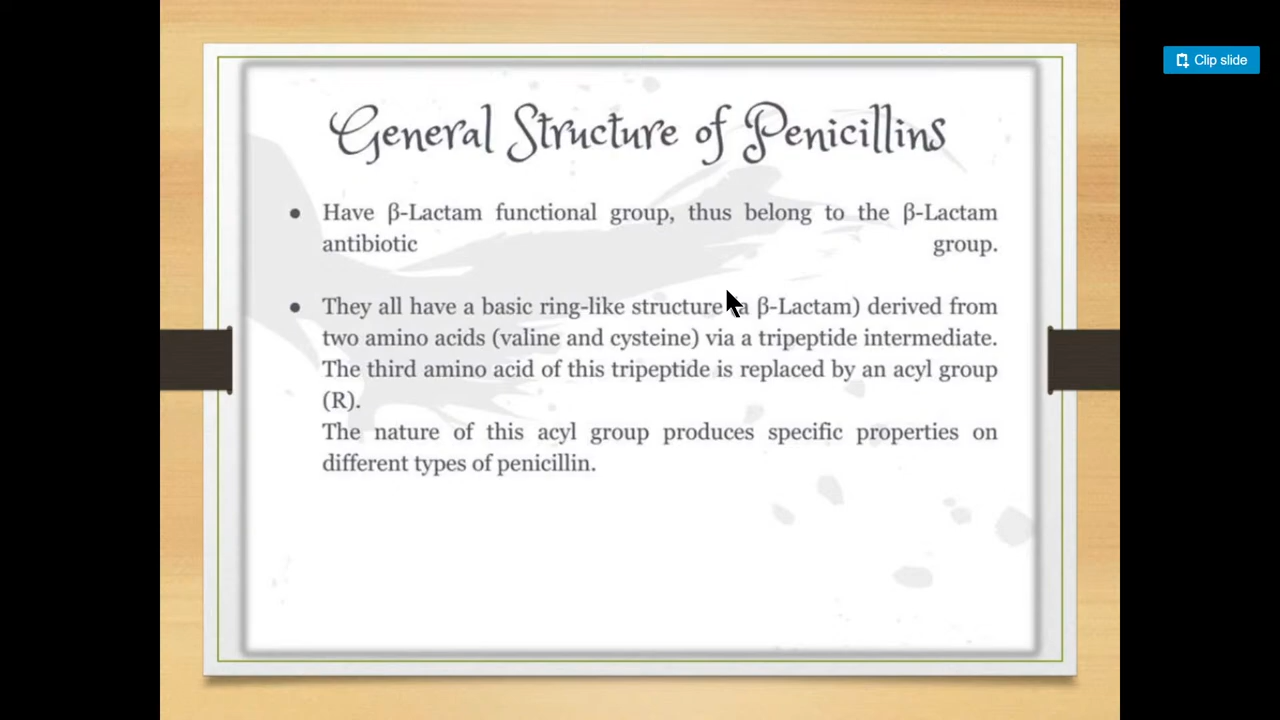 Clip slide
General Structure of Penicillins
• Have β-Lactam functional group, thus belong to the β-Lactam
antibiotic group.
• They all have a basic ring-like structure a β-Lactam) derived from
two amino acids (valine and cysteine) via a tripeptide intermediate.
The third amino acid of this tripeptide is replaced by an acyl group
(R).
The nature of this acyl group produces specific properties on
different types of penicillin.